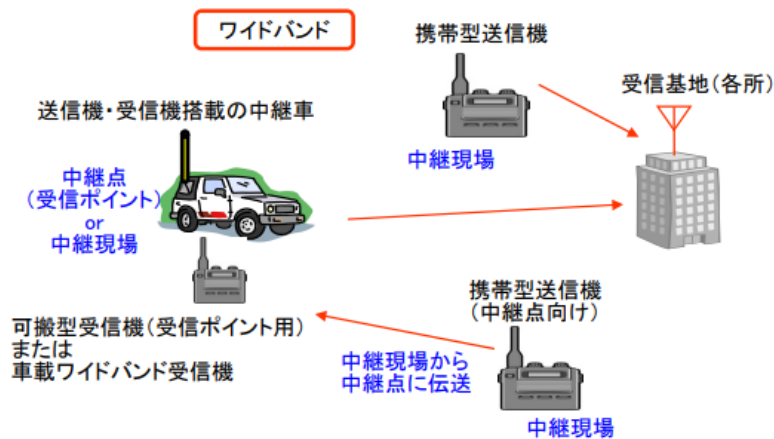 ワイドバンド
携帯型送信機
受信基地(各所)
送信機・受信機搭載の中継車
中継現場
中継点
(受信ポイント)
or
中継現場
携帯型送信機
(中継点向け)
可搬型受信機(受信ポイント用)
または
車載ワイドバンド受信機
中継現場から
中継点に伝送
中継現場